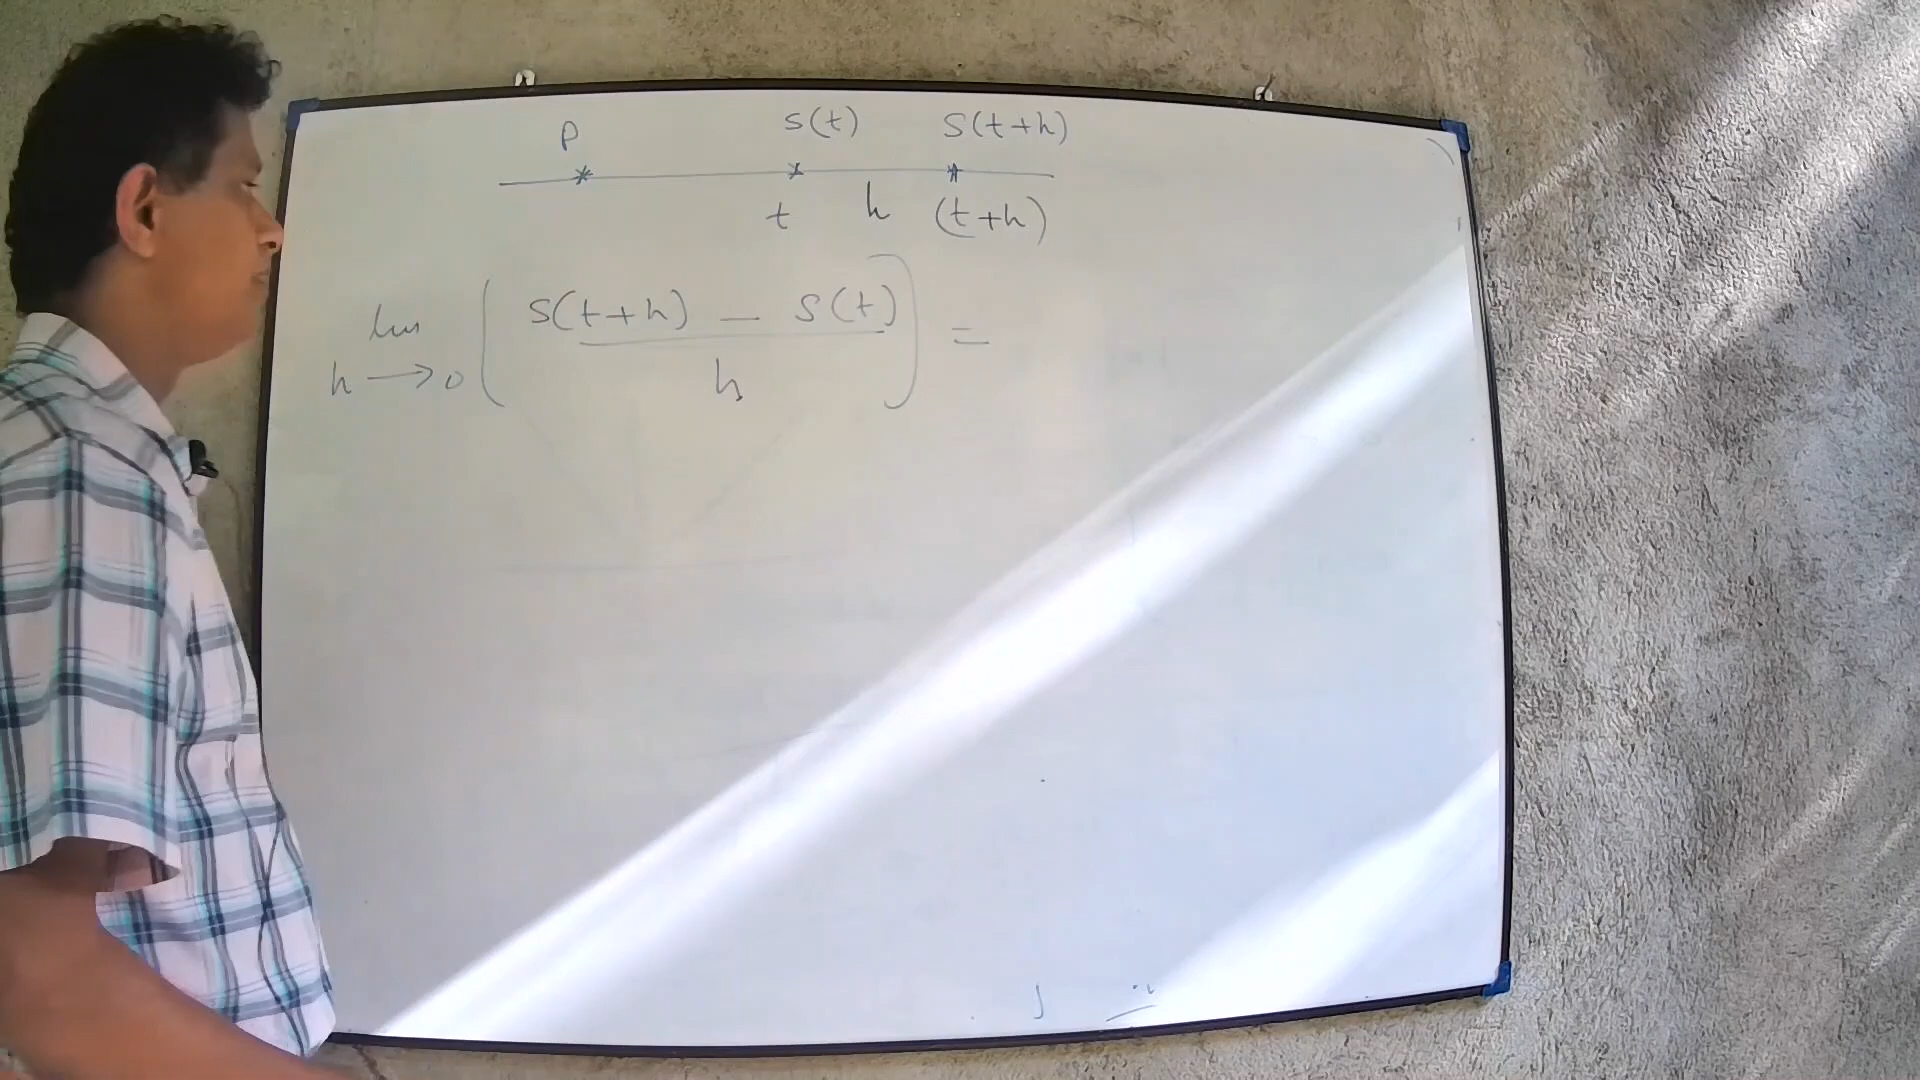 P s(t) s(t+h)
t h (t+h)
s(t+h) — s(t)
lim =
h → 0 h